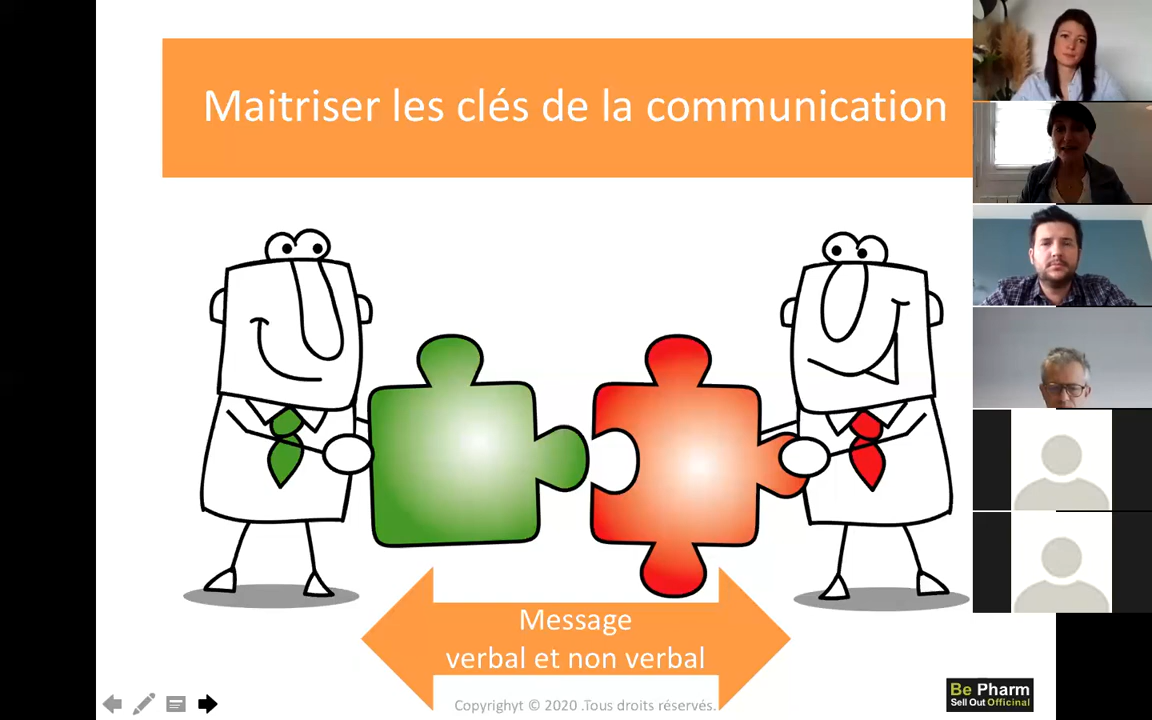 Maitriser les clés de la communication
Message
verbal et non verbal
Copyrighyt © 2020 .Tous droits réservés.
Be Pharm
Sell Out Officinal